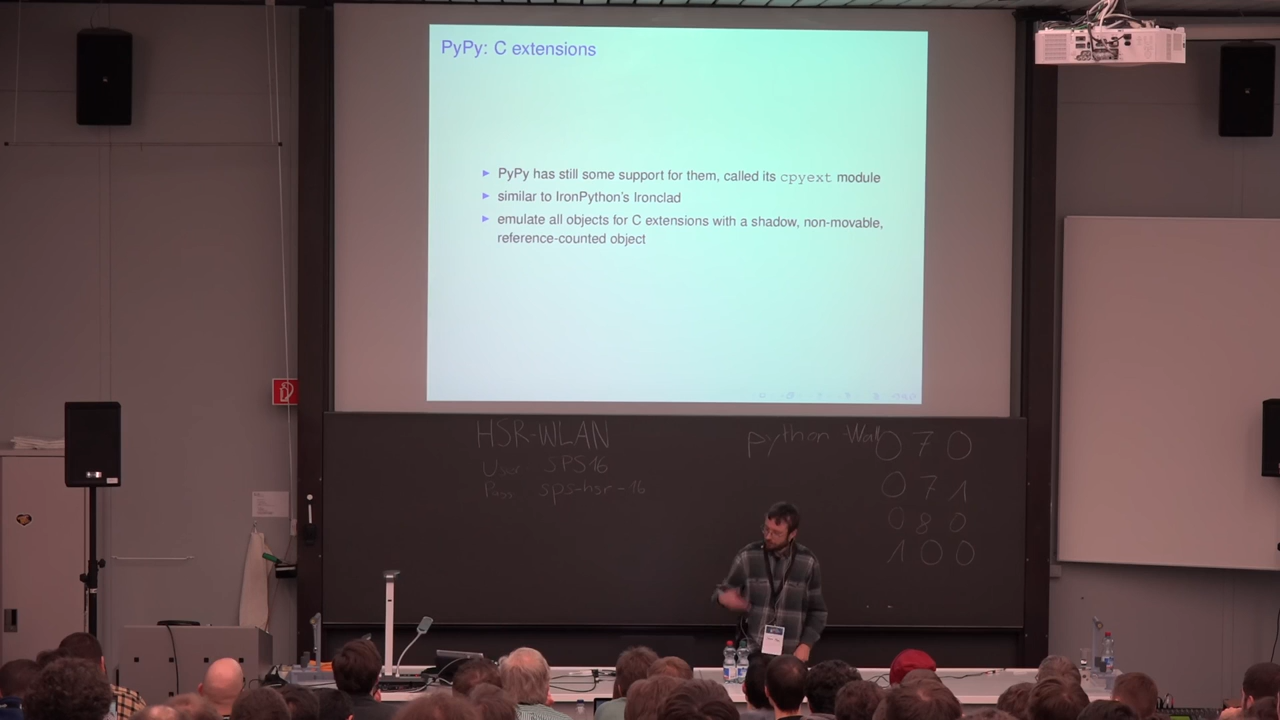 PyPy: C extensions
▶ PyPy has still some support for them, called its cpyext module
▶ similar to IronPython's Ironclad
▶ emulate all objects for C extensions with a shadow, non-movable,
reference-counted object
HSR-WLAN
User SPS16
Pass sps-hsr-16
python Wall
070
071
080
100